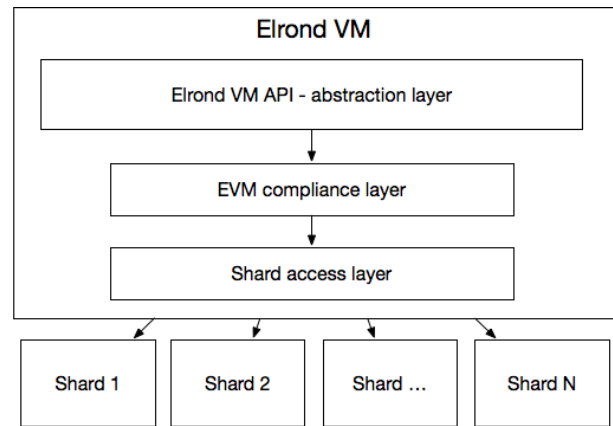 Elrond VM
Elrond VM API - abstraction layer
EVM compliance layer
Shard access layer
Shard 1
Shard 2
Shard ...
Shard N